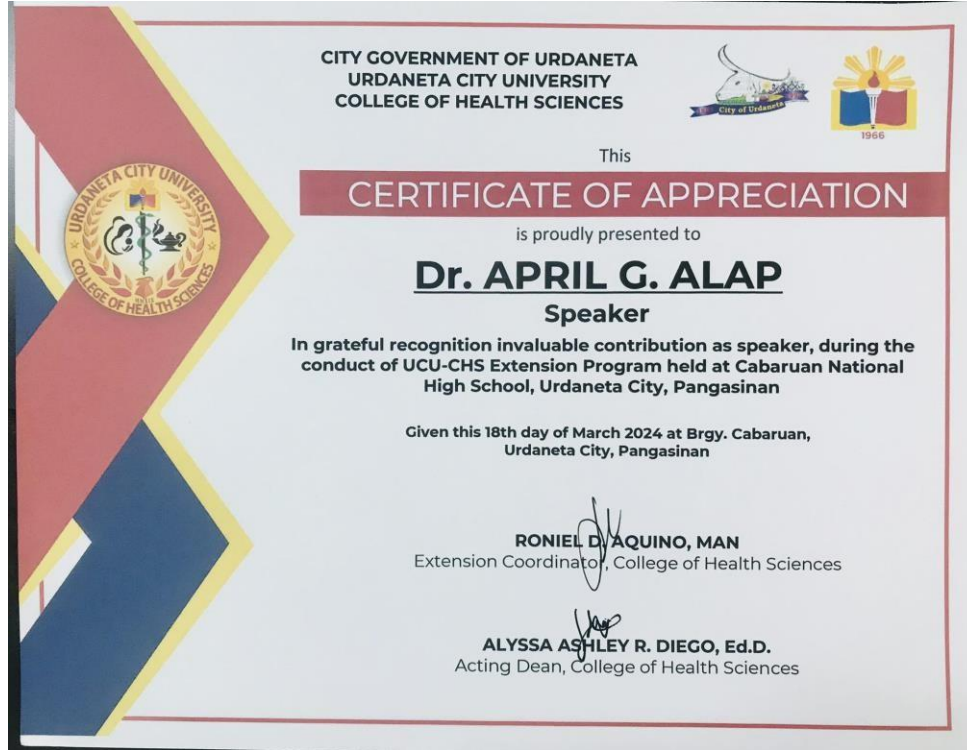 CITY GOVERNMENT OF URDANETA
URDANETA CITY UNIVERSITY
COLLEGE OF HEALTH SCIENCES
City of Urdaneta
1966
URDANETA CITY UNIVERSITY
COLLEGE OF HEALTH SCIENCES
This
CERTIFICATE OF APPRECIATION
is proudly presented to
Dr. APRIL G. ALAP
Speaker
In grateful recognition invaluable contribution as speaker, during the
conduct of UCU-CHS Extension Program held at Cabaruan National
High School, Urdaneta City, Pangasinan
Given this 18th day of March 2024 at Brgy. Cabaruan,
Urdaneta City, Pangasinan
RONIEL D. AQUINO, MAN
Extension Coordinator, College of Health Sciences
ALYSSA ASHLEY R. DIEGO, Ed.D.
Acting Dean, College of Health Sciences